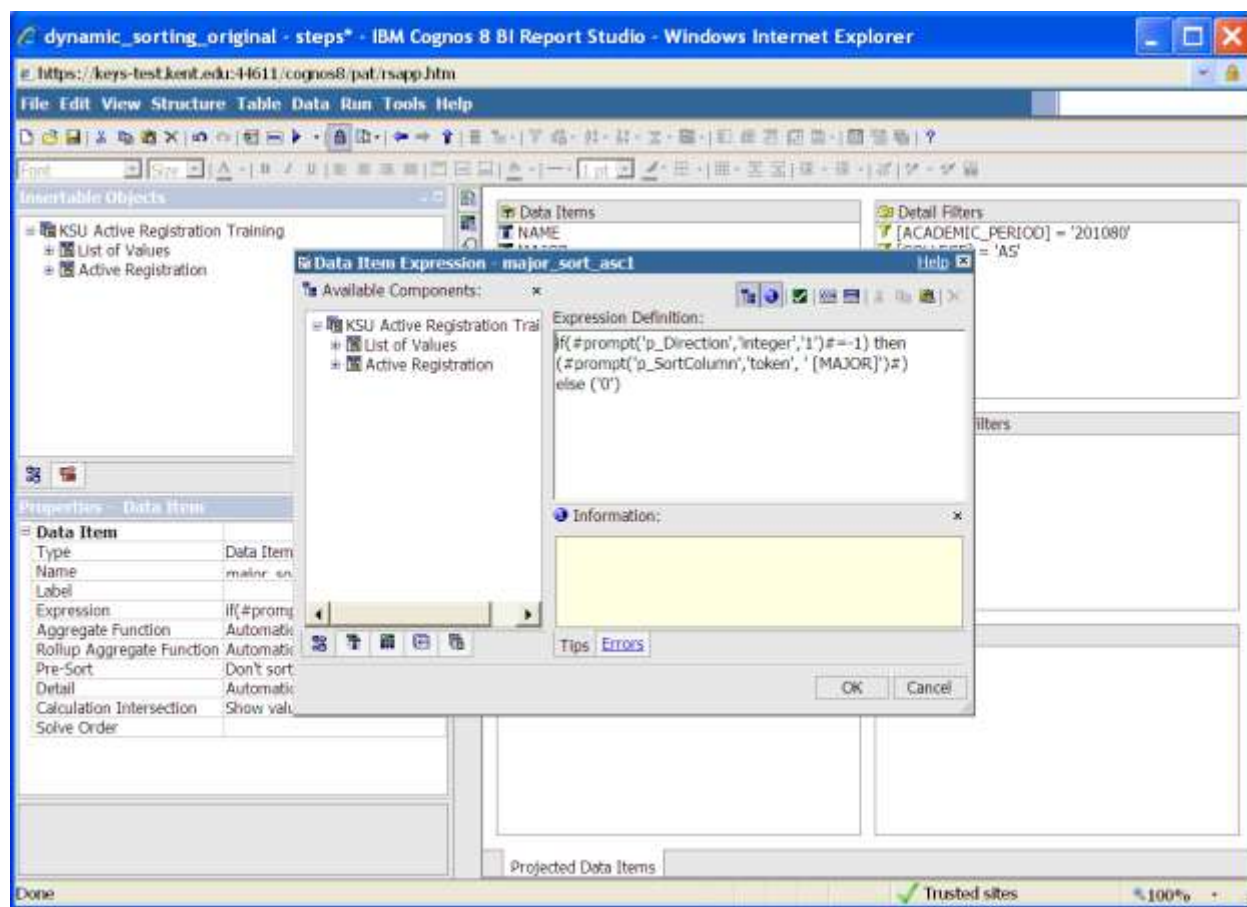 dynamic_sorting_original - steps* - IBM Cognos 8 BI Report Studio - Windows Internet Explorer
https://keys-test.kent.edu:44611/cognos8/pat/rsapp.htm
File Edit View Structure Table Data Run Tools Help
Font Size 1 pt
Insertable Objects
KSU Active Registration Training
List of Values
Active Registration
Data Items
NAME
Detail Filters
[ACADEMIC_PERIOD] = '201080'
= 'AS'
Data Item Expression - major_sort_asc1 Help
Available Components:
KSU Active Registration Trai
List of Values
Active Registration
Expression Definition:
if(#prompt('p_Direction','integer','1')#=-1) then
(#prompt('p_SortColumn','token', ' [MAJOR]')#)
else ('0')
Information:
Tips Errors
OK Cancel
ilters
Properties - Data Item
Data Item
Type Data Item
Name
Label
Expression if(#promp
Aggregate Function Automatic
Rollup Aggregate Function Automatic
Pre-Sort Don't sort
Detail Automatic
Calculation Intersection Show valu
Solve Order
Projected Data Items
Done Trusted sites 100%